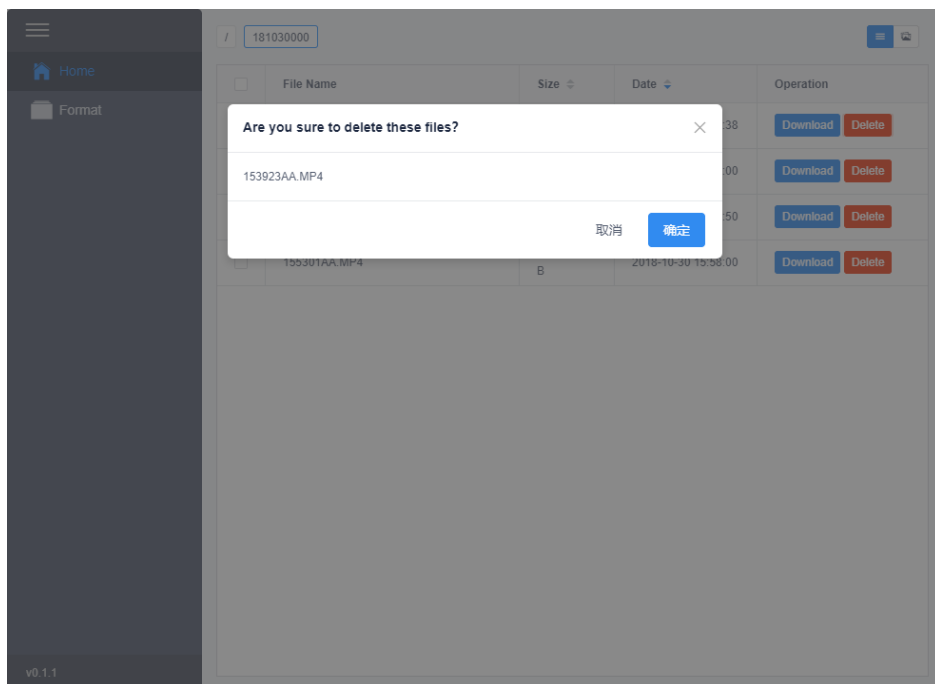 / 181030000
Home
File Name Size Date Operation
Format
Are you sure to delete these files?
:38 Download Delete
153923AA.MP4
:00 Download Delete
:50 Download Delete
取消 确定
155301AA.MP4 B 2018-10-30 15:58:00 Download Delete
v0.1.1